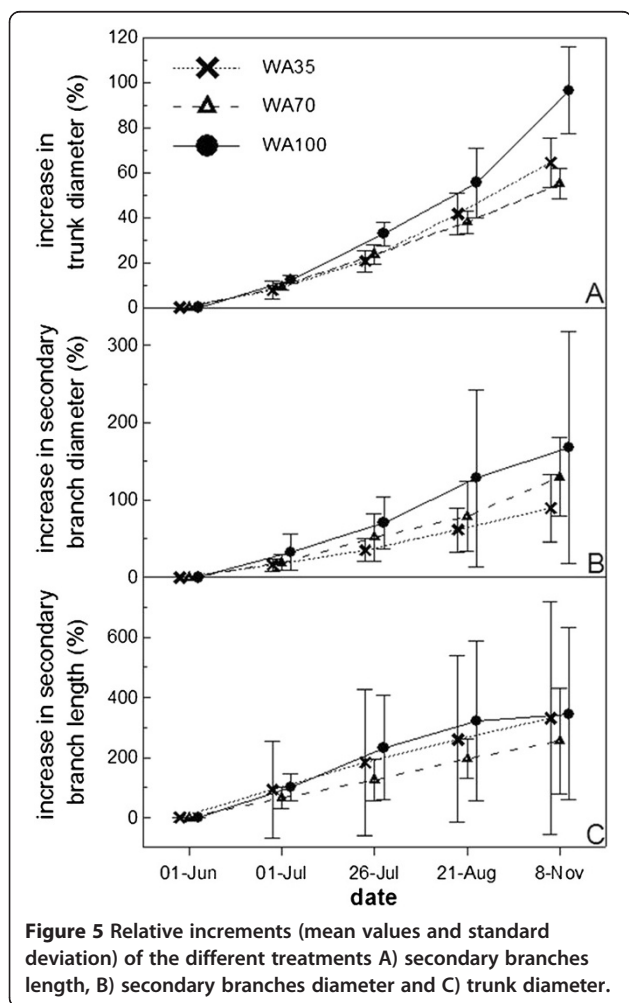 120
100
80
60
40
20
0
increase in
trunk diameter (%)
WA35
WA70
WA100
A
300
200
100
0
increase in secondary
branch diameter (%)
B
600
400
200
0
increase in secondary
branch length (%)
C
01-Jun 01-Jul 26-Jul 21-Aug 8-Nov
date
Figure 5 Relative increments (mean values and standard
deviation) of the different treatments A) secondary branches
length, B) secondary branches diameter and C) trunk diameter.